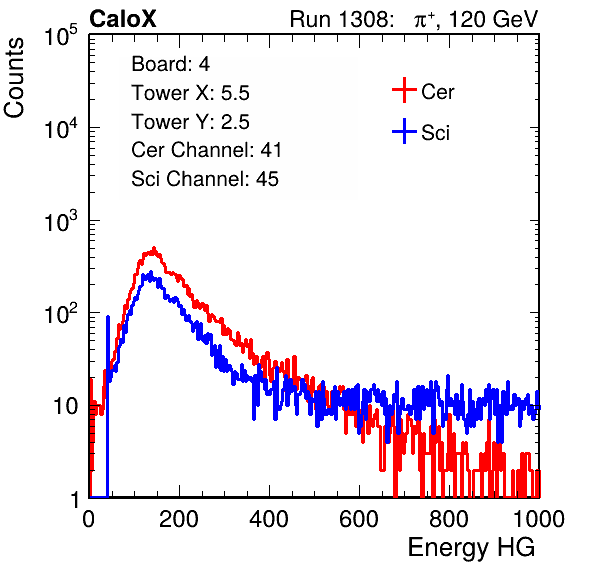 CaloX Run 1308: π⁺, 120 GeV
Counts
Board: 4
Tower X: 5.5
Tower Y: 2.5
Cer Channel: 41
Sci Channel: 45
Cer
Sci
10⁵
10⁴
10³
10²
10
1
0 200 400 600 800 1000
Energy HG